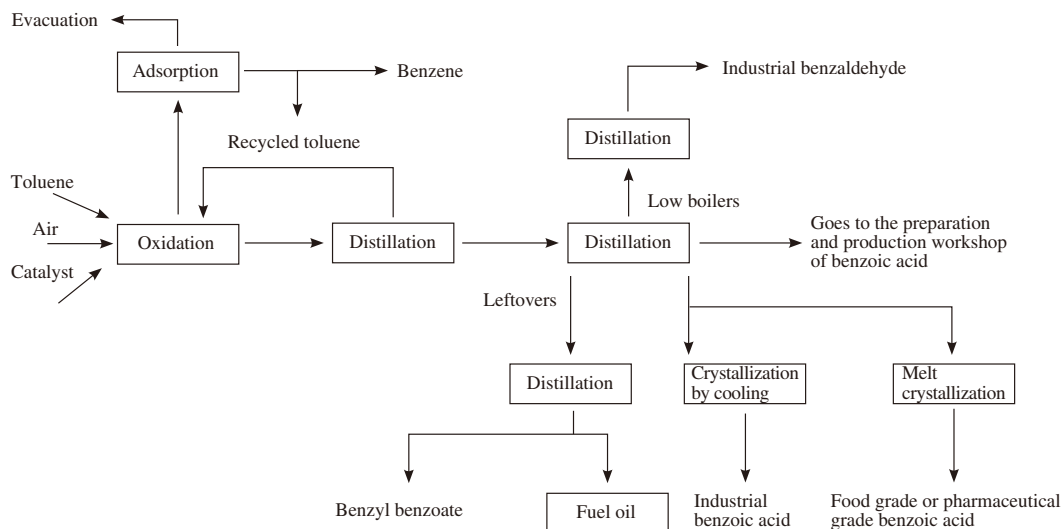 Evacuation
Adsorption
Benzene
Industrial benzaldehyde
Recycled toluene
Distillation
Toluene
Low boilers
Air
Oxidation
Distillation
Distillation
Goes to the preparation
and production workshop
of benzoic acid
Catalyst
Leftovers
Distillation
Crystallization
by cooling
Melt
crystallization
Benzyl benzoate
Fuel oil
Industrial
benzoic acid
Food grade or pharmaceutical
grade benzoic acid